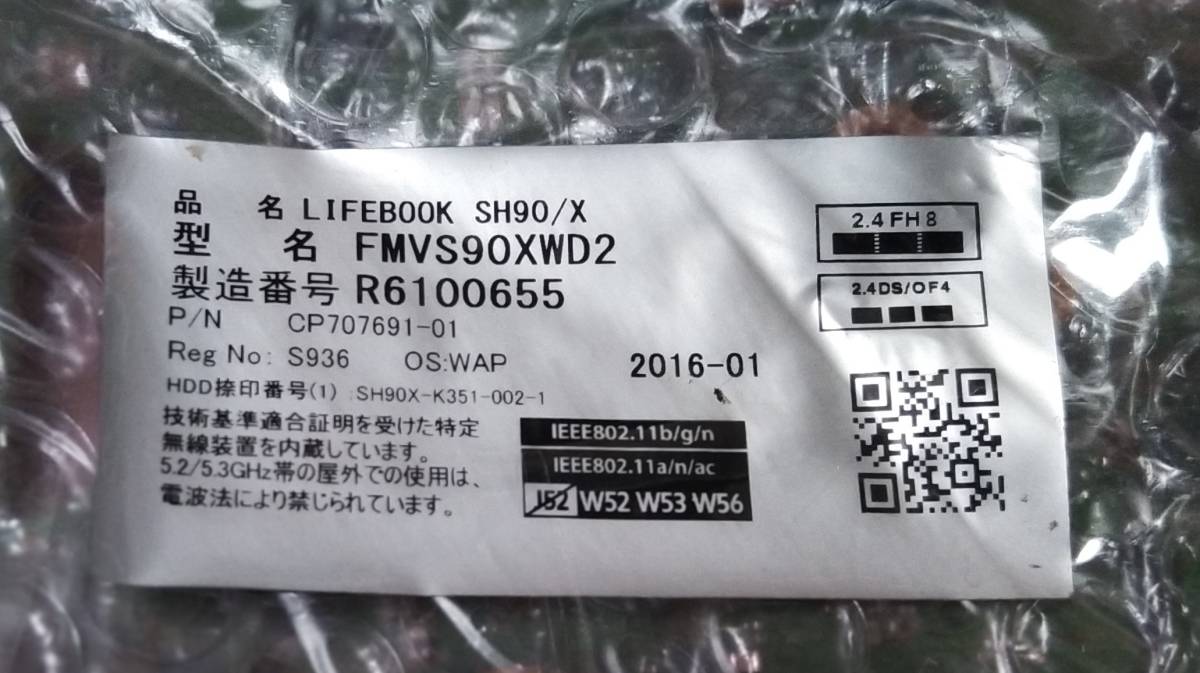 品 名 LIFEBOOK SH90/X
型 名 FMVS90XWD2
製造番号 R6100655
P/N CP707691-01
Reg No: S936 OS:WAP
2016-01
HDD捺印番号(1) :SH90X-K351-002-1
技術基準適合証明を受けた特定
無線装置を内蔵しています。
5.2/5.3GHz帯の屋外での使用は、
電波法により禁じられています。
IEEE802.11b/g/n
IEEE802.11a/n/ac
J52 W52 W53 W56
2.4FH8
2.4DS/OF4